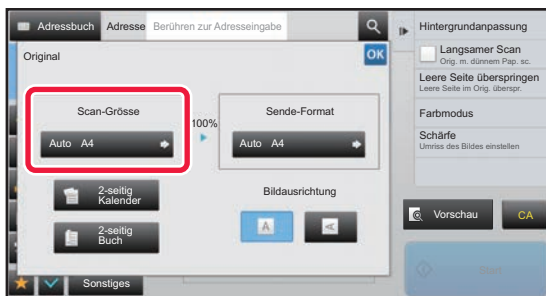 Adressbuch
Adresse
Berühren zur Adresseingabe
Original
OK
Scan-Grösse
Auto A4
100%
Sende-Format
Auto A4
2-seitig
Kalender
2-seitig
Buch
Bildausrichtung
A
A
Sonstiges
Hintergrundanpassung
Langsamer Scan
Orig. m. dünnem Pap. sc.
Leere Seite überspringen
Leere Seite im Orig. überspr.
Farbmodus
Schärfe
Umriss des Bildes einstellen
Vorschau
CA
Start